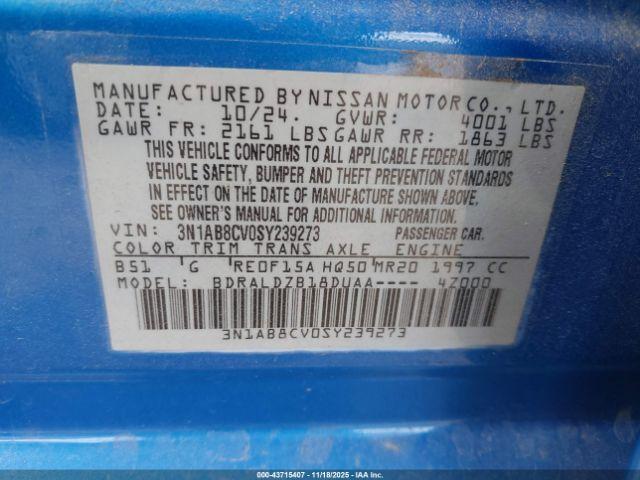 MANUFACTURED BY NISSAN MOTOR CO., LTD.
DATE: 10/24. GVWR: 4001 LBS
GAWR FR: 2161 LBS GAWR RR: 1863 LBS
THIS VEHICLE CONFORMS TO ALL APPLICABLE FEDERAL MOTOR
VEHICLE SAFETY, BUMPER AND THEFT PREVENTION STANDARDS
IN EFFECT ON THE DATE OF MANUFACTURE SHOWN ABOVE.
SEE OWNER'S MANUAL FOR ADDITIONAL INFORMATION.
VIN: 3N1AB8CV0SY239273 PASSENGER CAR.
COLOR TRIM TRANS AXLE ENGINE
B51 G RE0F15A HQ50 MR20 1997 CC
MODEL: BDRALDZB18DUAA---- 4Z000
3N1AB8CV0SY239273
000-43715407 - 11/18/2025 - IAAI.COM